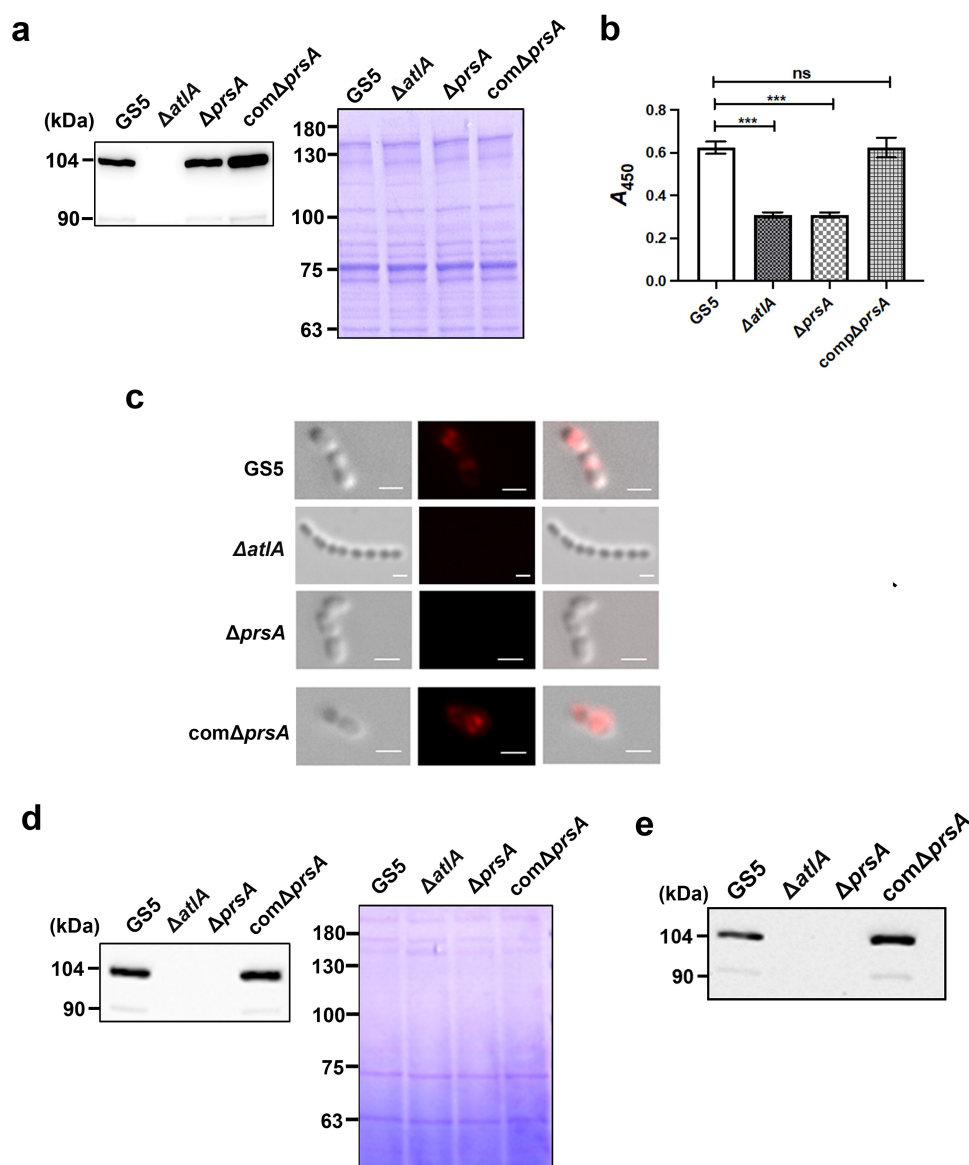 a
(kDa)
GS5
ΔatlA
ΔprsA
comΔprsA
104
90
GS5
ΔatlA
ΔprsA
comΔprsA
180
130
100
75
63
b
ns
***
***
A450
0.8
0.6
0.4
0.2
0.0
GS5
ΔatlA
ΔprsA
compΔprsA
c
GS5
ΔatlA
ΔprsA
comΔprsA
d
(kDa)
GS5
ΔatlA
ΔprsA
comΔprsA
104
90
GS5
ΔatlA
ΔprsA
comΔprsA
180
130
100
75
63
e
(kDa)
GS5
ΔatlA
ΔprsA
comΔprsA
104
90